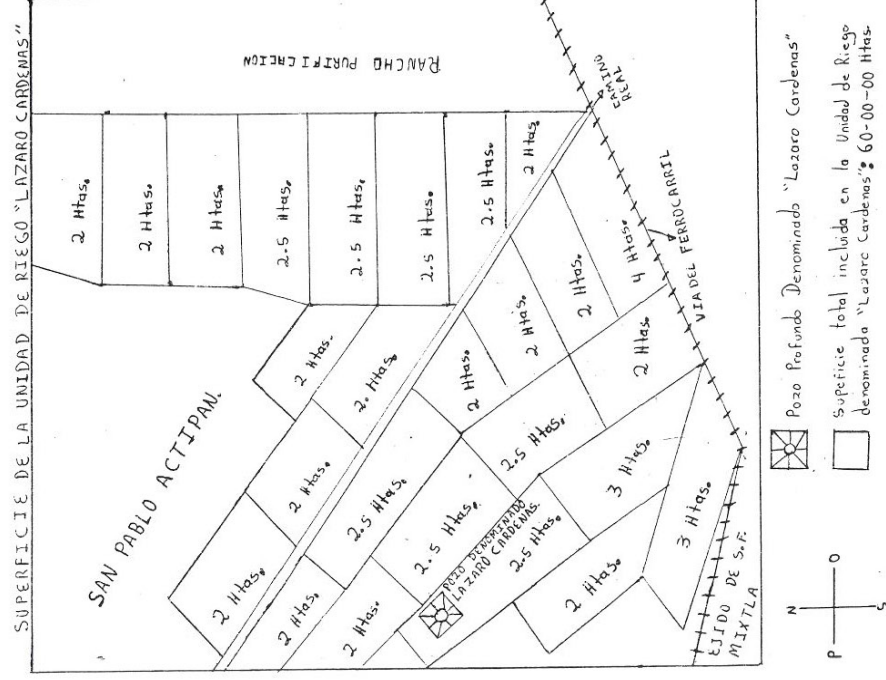 SUPERFICIE DE LA UNIDAD DE RIEGO "LAZARO CARDENAS"
RANCHO PURIFICACION
SAN PABLO ACTIPAN.
2 Htas.
2 Htas.
2 Htas.
2.5 Htas.
2.5 Htas.
2.5 Htas.
2.5 Htas.
2 Htas.
CAMINO
REAL
2 Htas.
2. Htas.
2 Htas.
2 Htas.
2 Htas.
2 Htas.
2.5 Htas.
2 Htas.
2 Htas.
2 Htas.
4 Htas.
VIA DEL FERROCARRIL
2 Htas.
2.5 Htas.
2.5 Htas.
POZO DENOMINADO
LAZARO CARDENAS.
2.5 Htas.
3 Htas.
2 Htas.
3 Htas.
EJIDO DE S.F.
MIXTLA
Pozo Profundo Denominado "Lazaro Cardenas"
Supeficie total incluida en la Unidad de Riego
denominada "Lazaro Cardenas": 60-00-00 Htas.
N
P
O
S